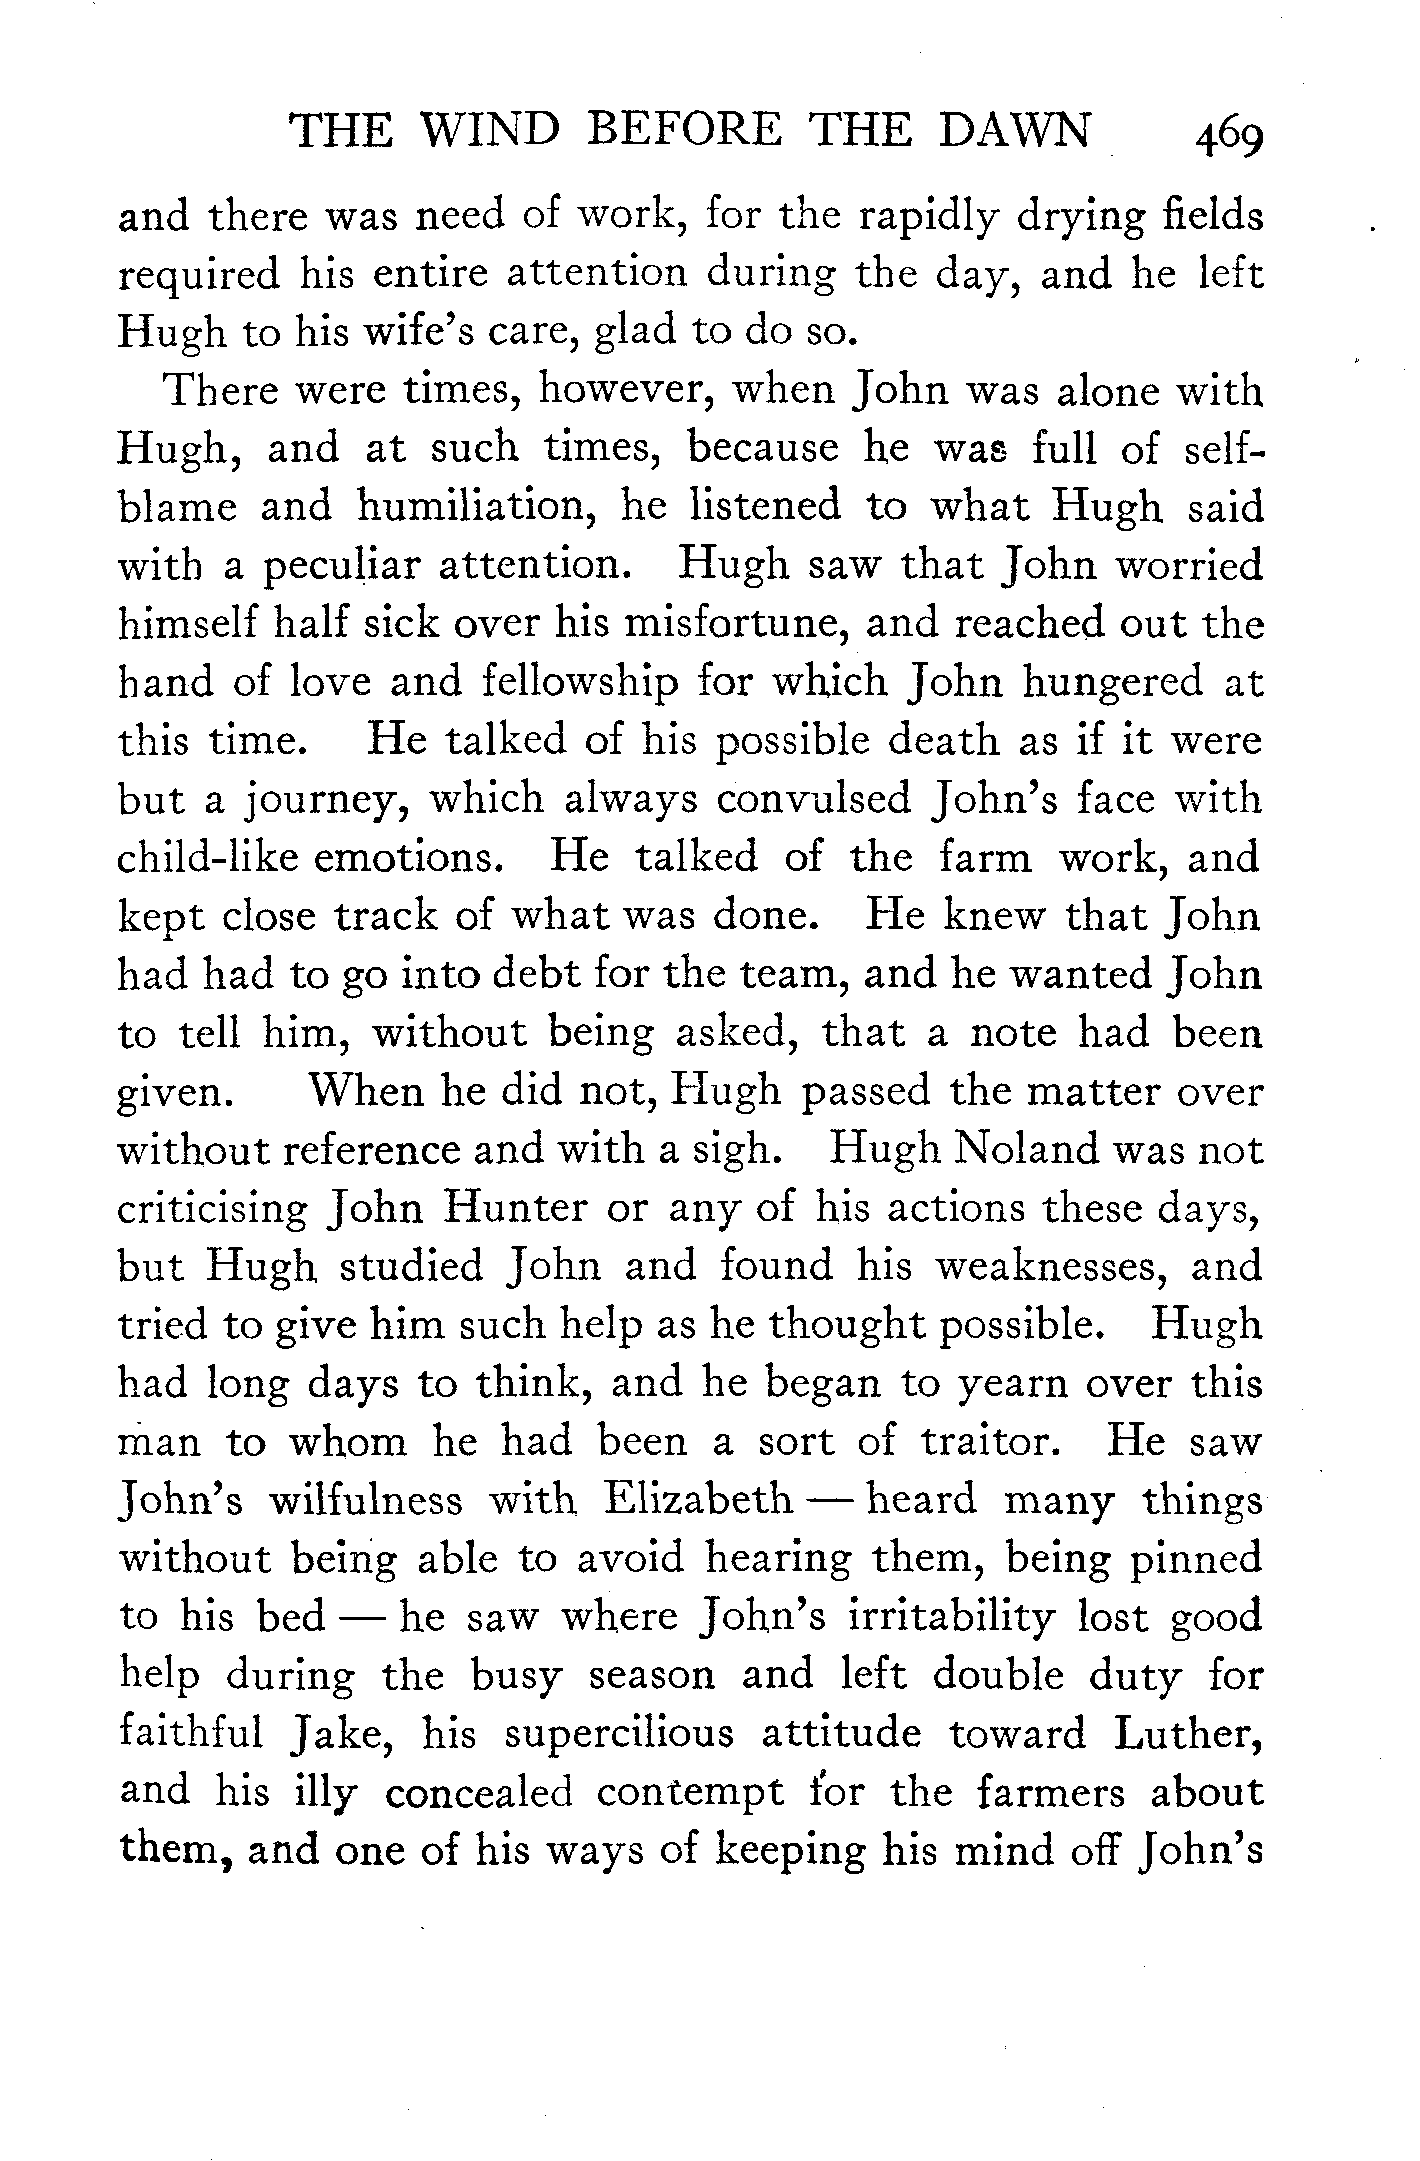 THE WIND BEFORE THE DAWN 469
and there was need of work, for the rapidly drying fields
required his entire attention during the day, and he left
Hugh to his wife's care, glad to do so.
There were times, however, when John was alone with
Hugh, and at such times, because he was full of self-
blame and humiliation, he listened to what Hugh said
with a peculiar attention. Hugh saw that John worried
himself half sick over his misfortune, and reached out the
hand of love and fellowship for which John hungered at
this time. He talked of his possible death as if it were
but a journey, which always convulsed John's face with
child-like emotions. He talked of the farm work, and
kept close track of what was done. He knew that John
had had to go into debt for the team, and he wanted John
to tell him, without being asked, that a note had been
given. When he did not, Hugh passed the matter over
without reference and with a sigh. Hugh Noland was not
criticising John Hunter or any of his actions these days,
but Hugh studied John and found his weaknesses, and
tried to give him such help as he thought possible. Hugh
had long days to think, and he began to yearn over this
man to whom he had been a sort of traitor. He saw
John's wilfulness with Elizabeth — heard many things
without being able to avoid hearing them, being pinned
to his bed — he saw where John's irritability lost good
help during the busy season and left double duty for
faithful Jake, his supercilious attitude toward Luther,
and his illy concealed contempt for the farmers about
them, and one of his ways of keeping his mind off John's